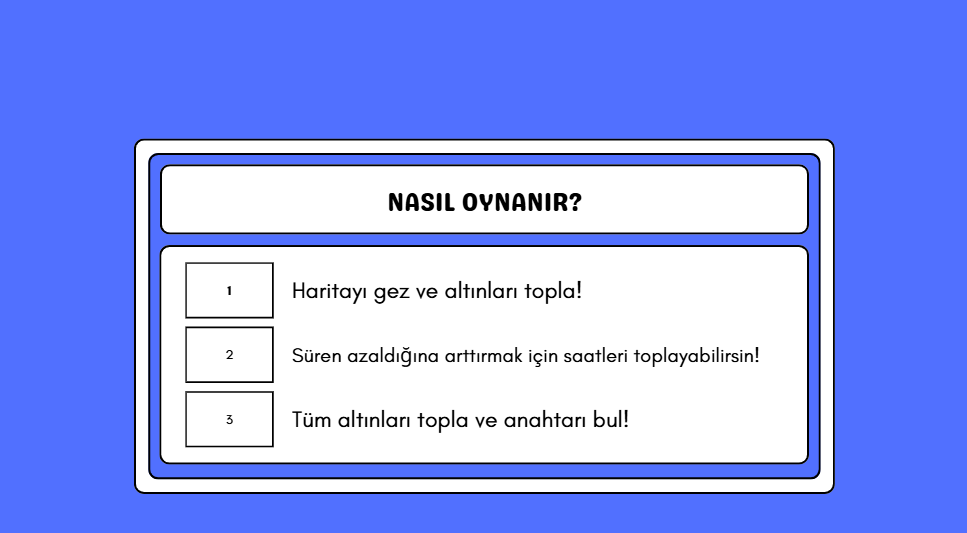 NASIL OYNANIR?
1 Haritayı gez ve altınları topla!
2 Süren azaldığına arttırmak için saatleri toplayabilirsin!
3 Tüm altınları topla ve anahtarı bul!